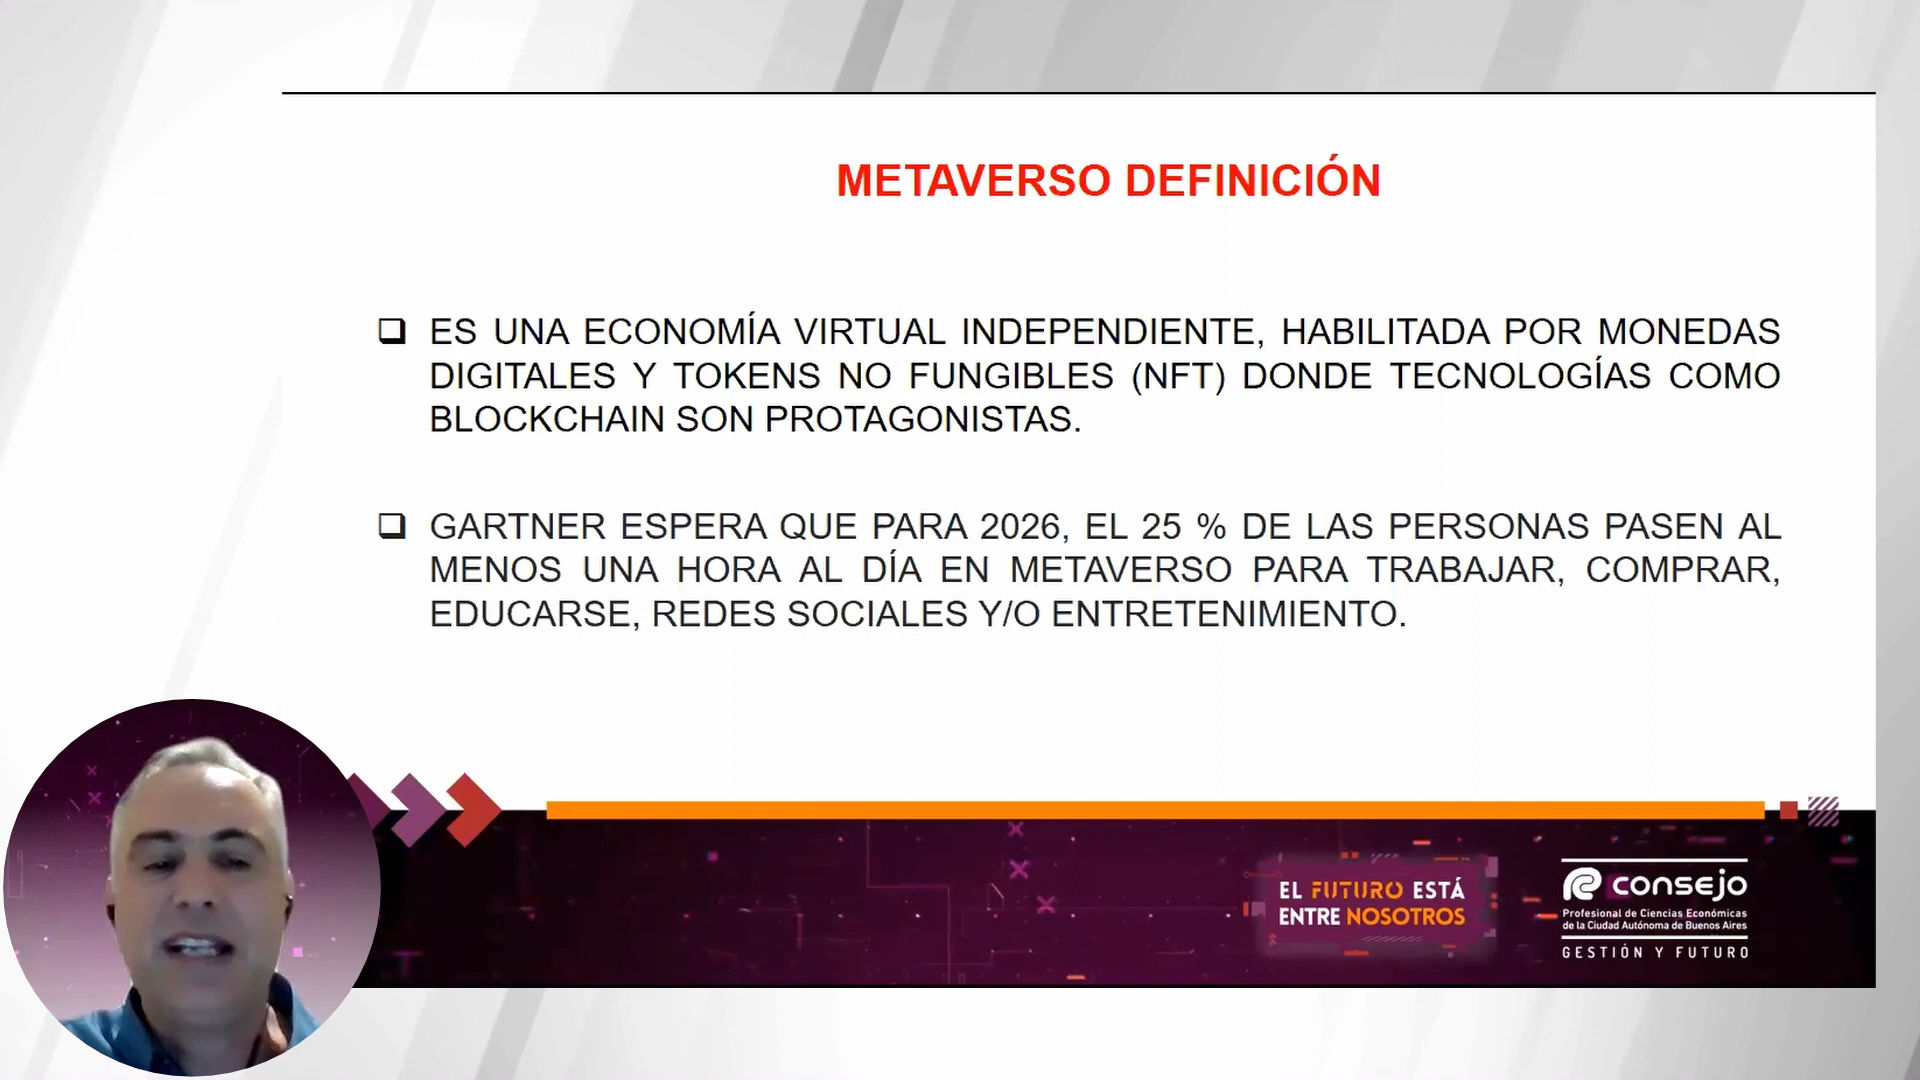 METAVERSO DEFINICIÓN
❑ ES UNA ECONOMÍA VIRTUAL INDEPENDIENTE, HABILITADA POR MONEDAS
DIGITALES Y TOKENS NO FUNGIBLES (NFT) DONDE TECNOLOGÍAS COMO
BLOCKCHAIN SON PROTAGONISTAS.
❑ GARTNER ESPERA QUE PARA 2026, EL 25 % DE LAS PERSONAS PASEN AL
MENOS UNA HORA AL DÍA EN METAVERSO PARA TRABAJAR, COMPRAR,
EDUCARSE, REDES SOCIALES Y/O ENTRETENIMIENTO.
EL FUTURO ESTÁ
ENTRE NOSOTROS
consejo
Profesional de Ciencias Económicas
de la Ciudad Autónoma de Buenos Aires
GESTIÓN Y FUTURO